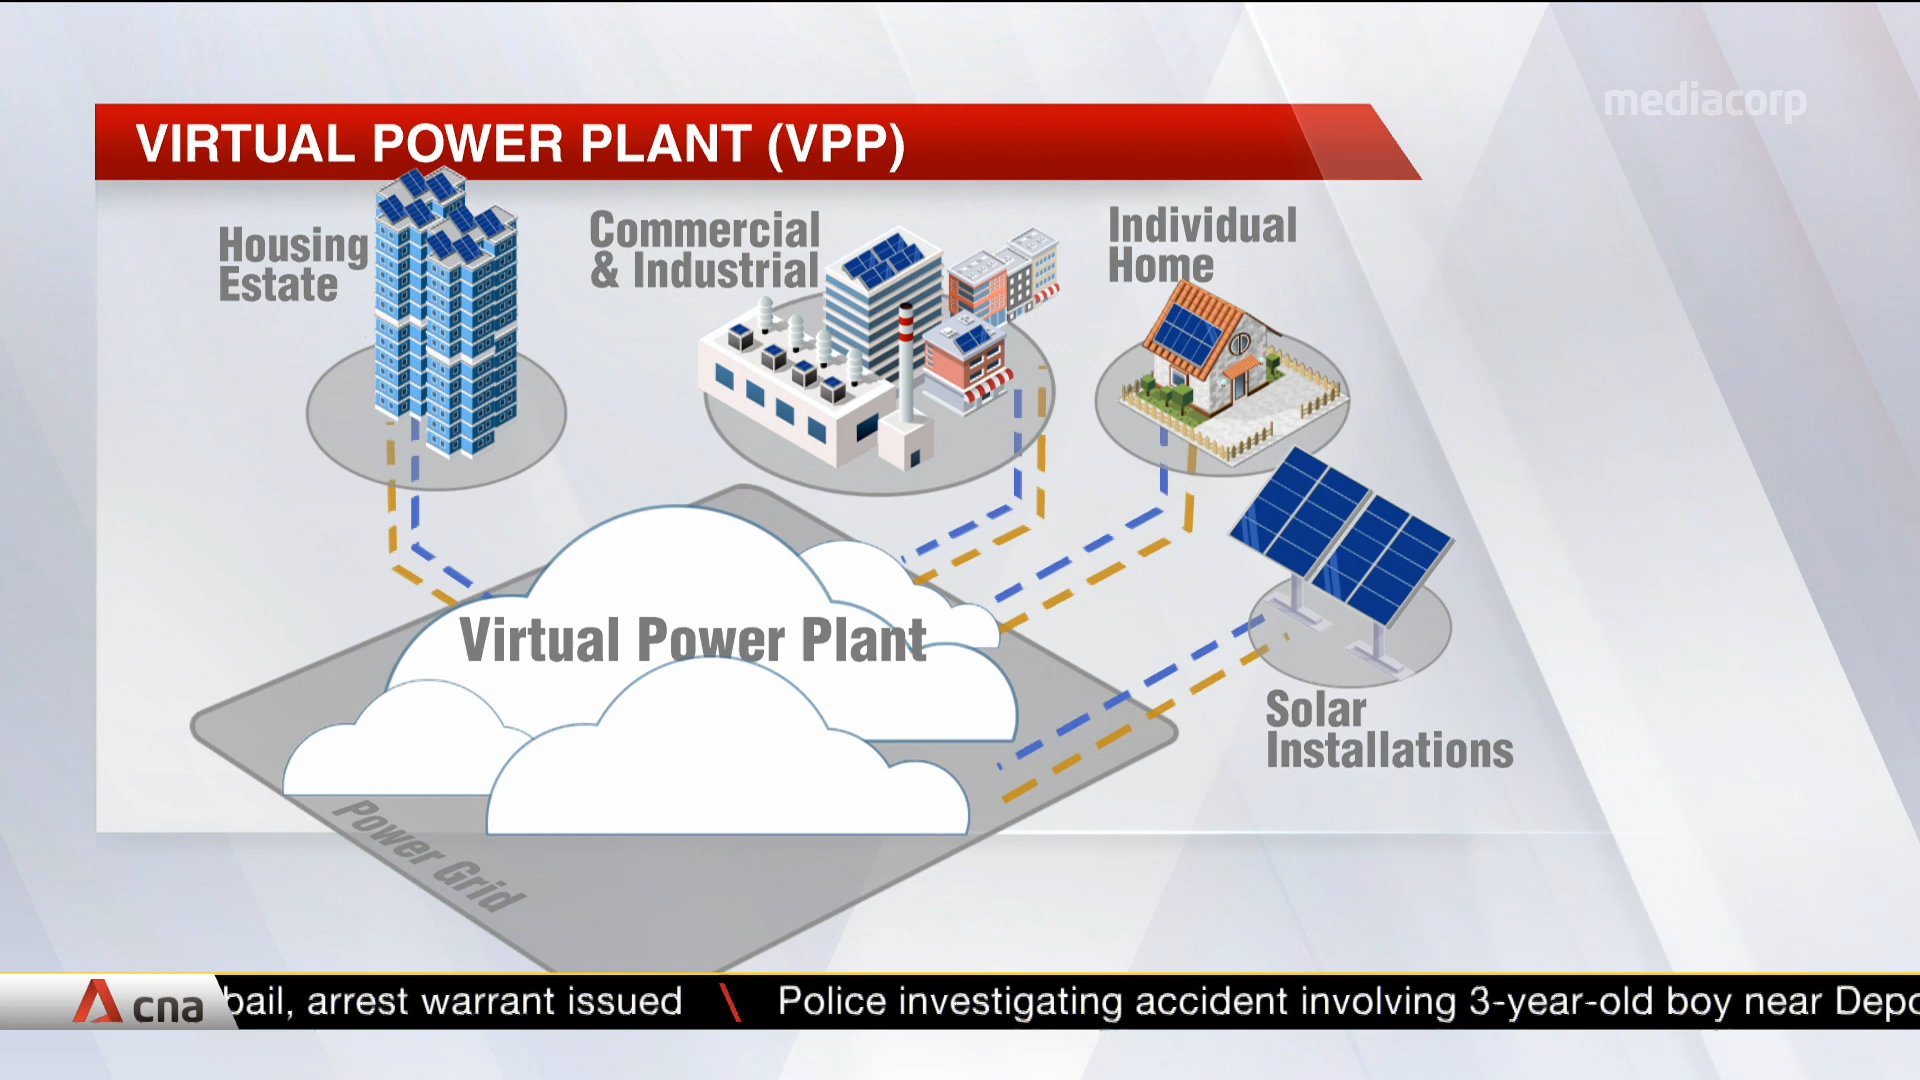 mediacorp
VIRTUAL POWER PLANT (VPP)
Housing
Estate
Commercial
& Industrial
Individual
Home
Virtual Power Plant
Solar
Installations
Power Grid
cna
bail, arrest warrant issued \ Police investigating accident involving 3-year-old boy near Depo